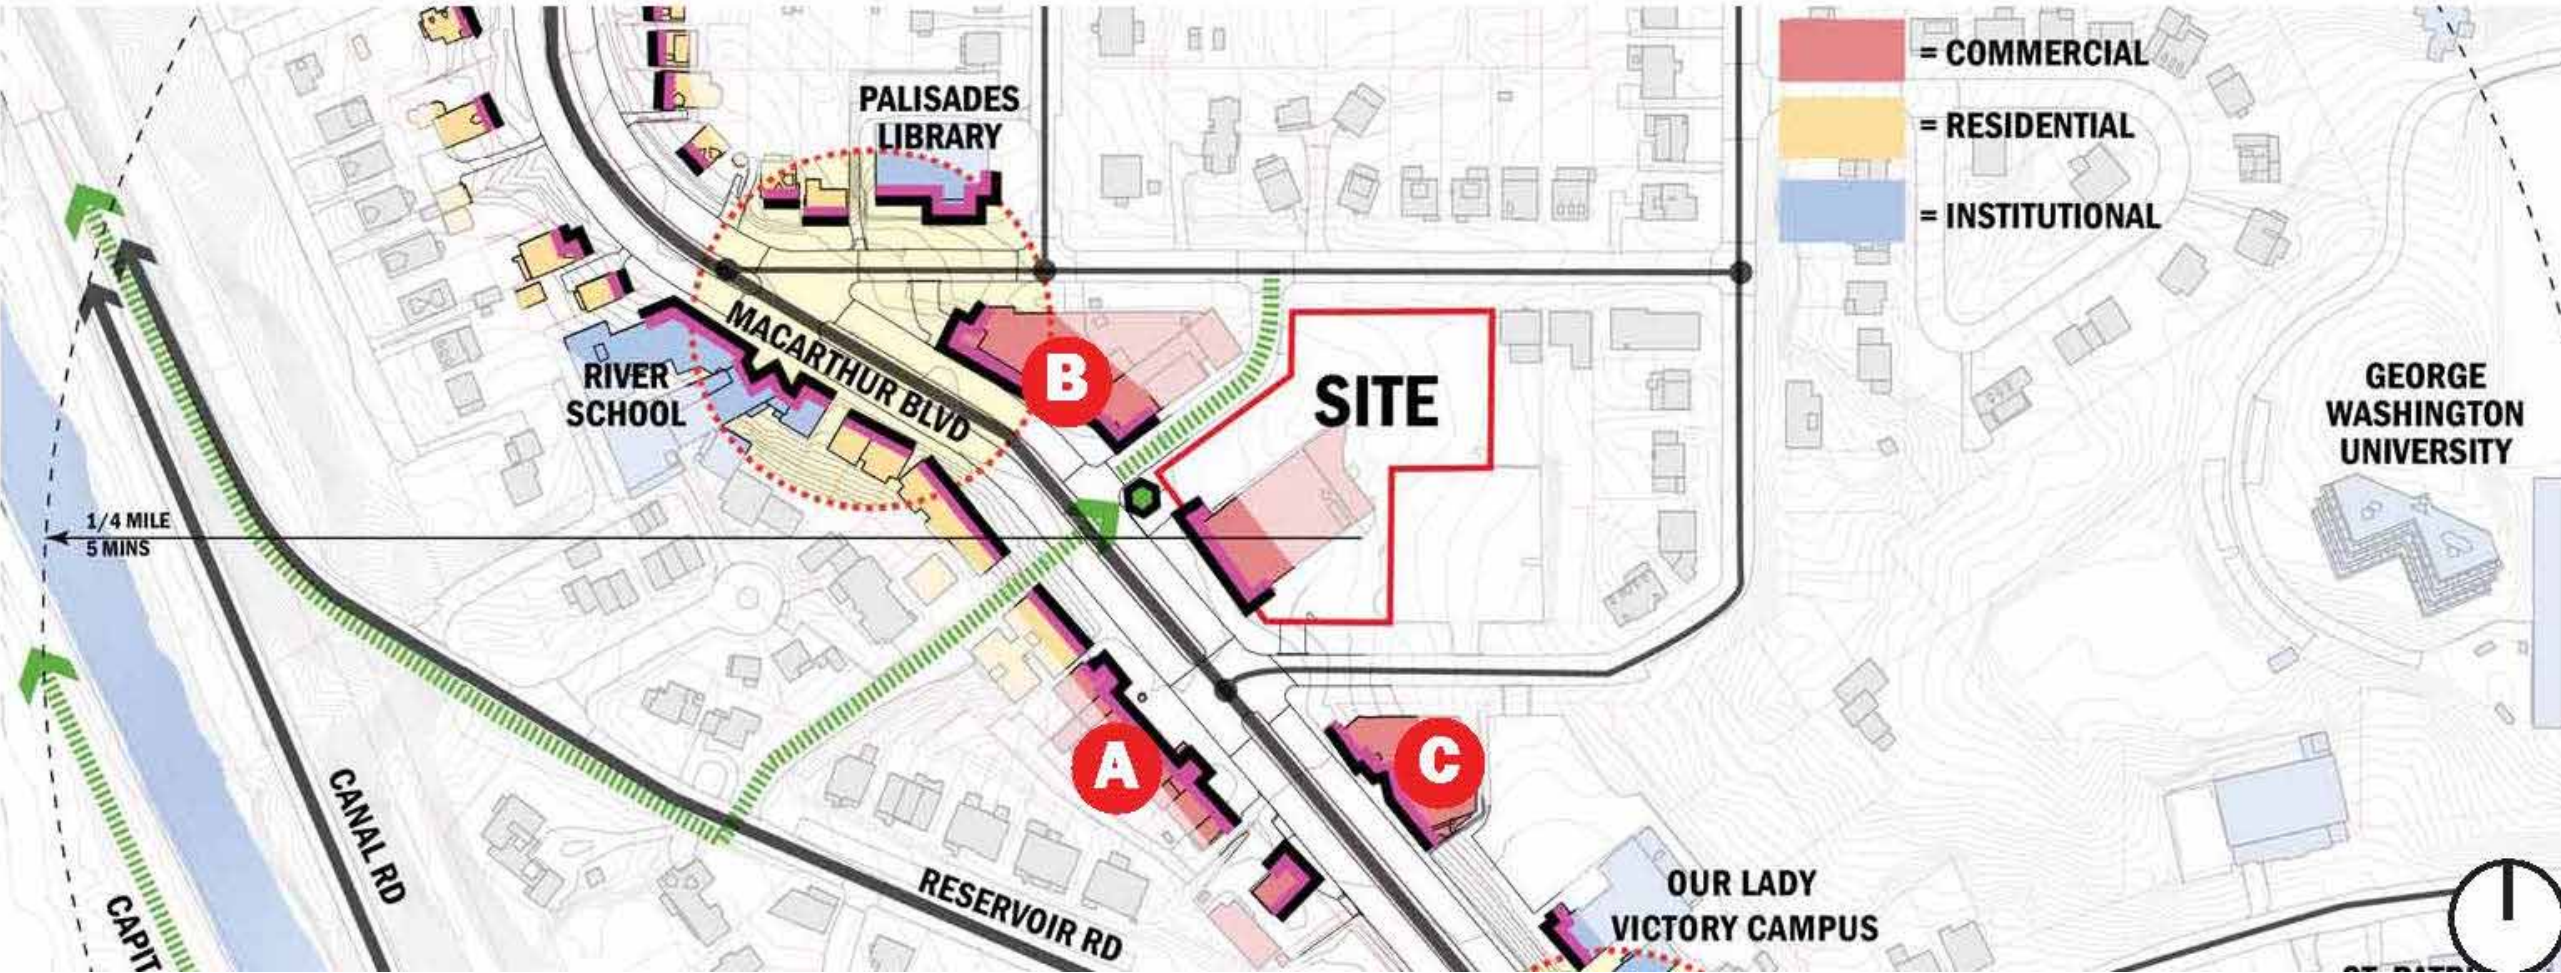 = COMMERCIAL
= RESIDENTIAL
= INSTITUTIONAL
PALISADES
LIBRARY
MACARTHUR BLVD
RIVER
SCHOOL
B
SITE
GEORGE
WASHINGTON
UNIVERSITY
1/4 MILE
5 MINS
A
C
CANAL RD
CAPIT
RESERVOIR RD
OUR LADY
VICTORY CAMPUS